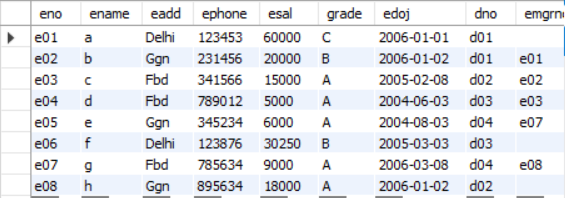 eno ename eadd ephone esal grade edoj dno emgrno
e01 a Delhi 123453 60000 C 2006-01-01 d01
e02 b Ggn 231456 20000 B 2006-01-02 d01 e01
e03 c Fbd 341566 15000 A 2005-02-08 d02 e02
e04 d Fbd 789012 5000 A 2004-06-03 d03 e03
e05 e Ggn 345234 6000 A 2004-08-03 d04 e07
e06 f Delhi 123876 30250 B 2005-03-03 d03
e07 g Fbd 785634 9000 A 2006-03-08 d04 e08
e08 h Ggn 895634 18000 A 2006-01-02 d02